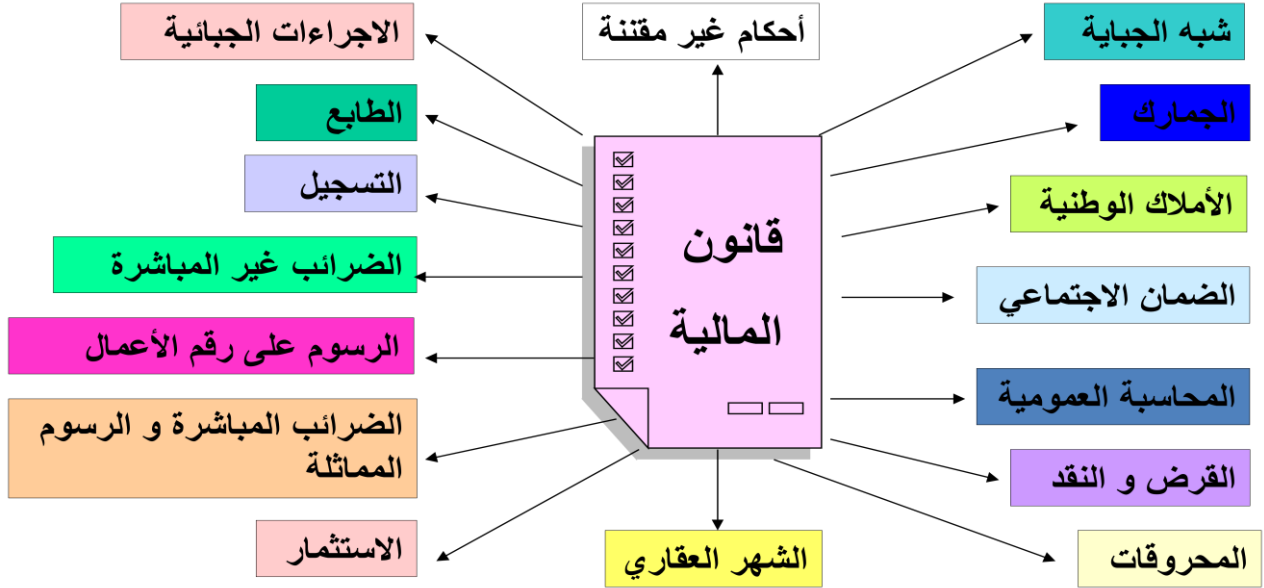 شبه الجباية
أحكام غير مقننة
الاجراءات الجبائية
الجمارك
الطابع
الأملاك الوطنية
التسجيل
قانون
المالية
الضمان الاجتماعي
الضرائب غير المباشرة
المحاسبة العمومية
الرسوم على رقم الأعمال
القرض و النقد
الضرائب المباشرة و الرسوم
المماثلة
المحروقات
الشهر العقاري
الاستثمار